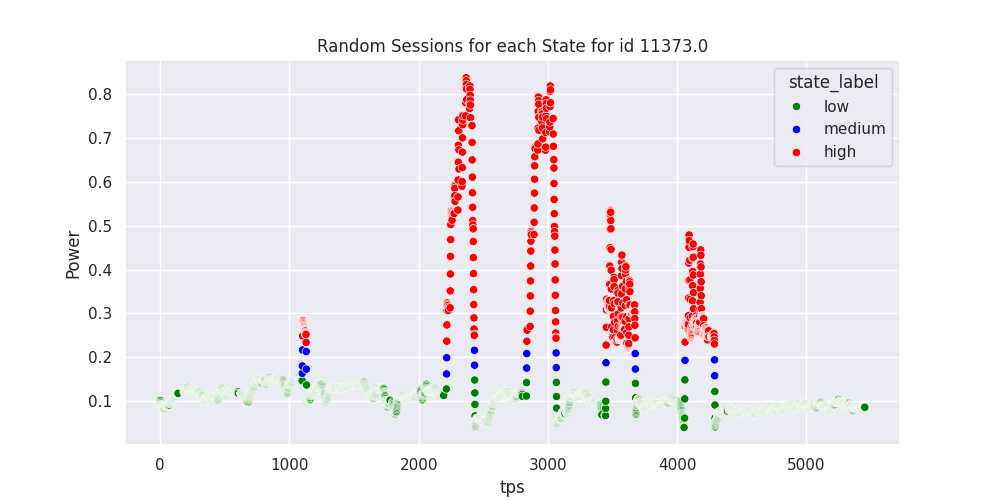 Random Sessions for each State for id 11373.0
Power
0.8
0.7
0.6
0.5
0.4
0.3
0.2
0.1
state_label
low
medium
high
0 1000 2000 3000 4000 5000
tps